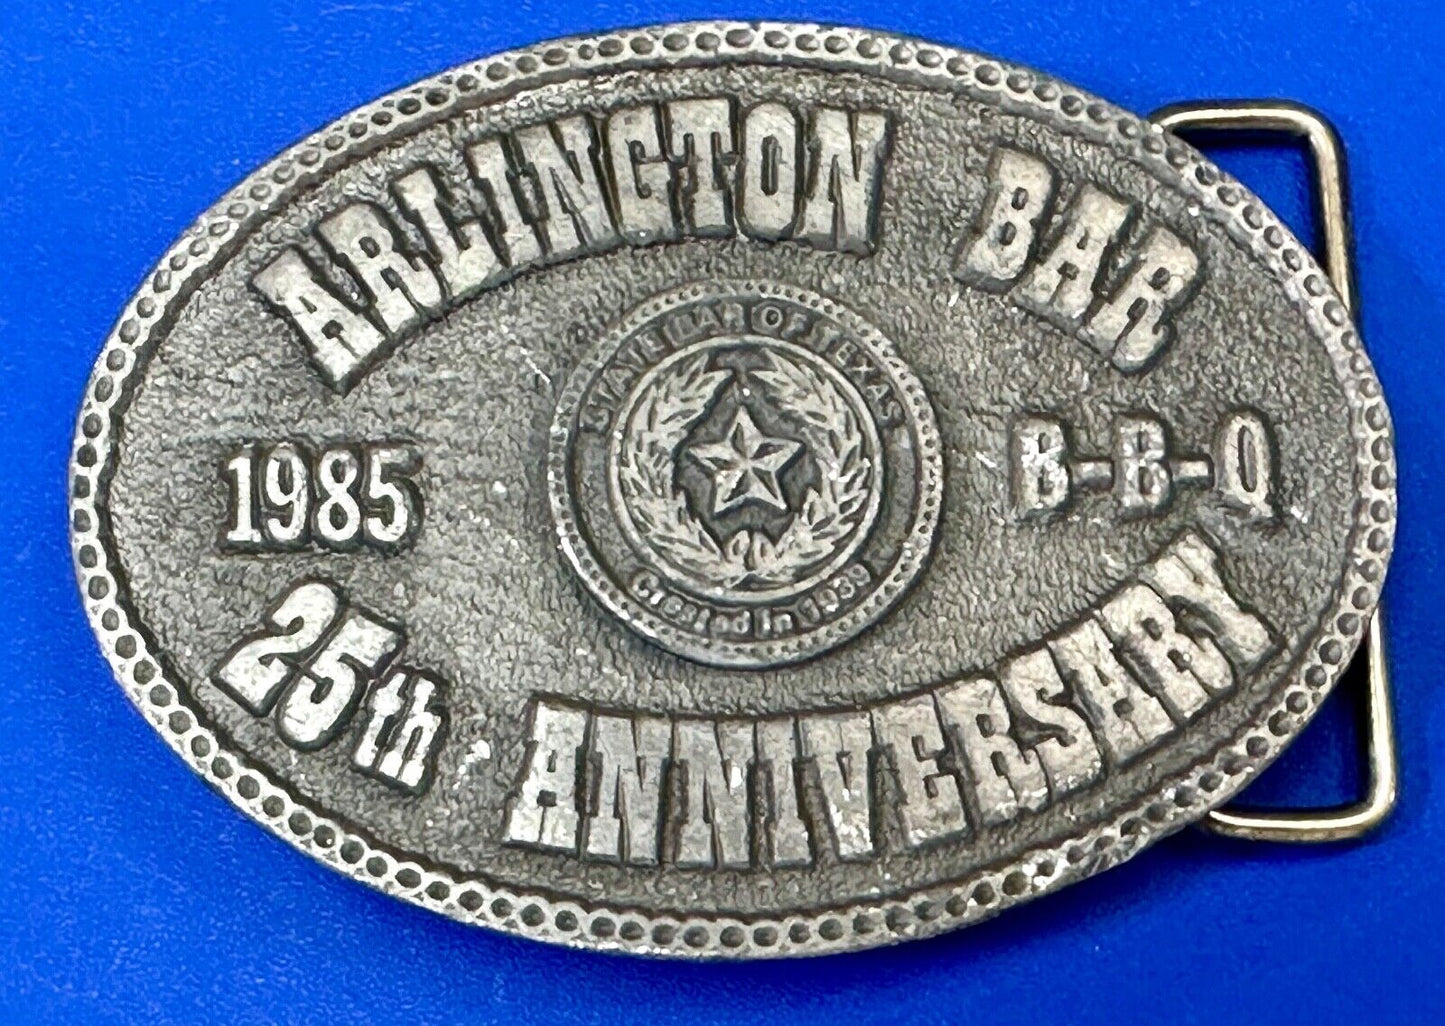 ARLINGTON BAR
STATE BAR OF TEXAS
1985
B-B-Q
Created in 1939
25th ANNIVERSARY